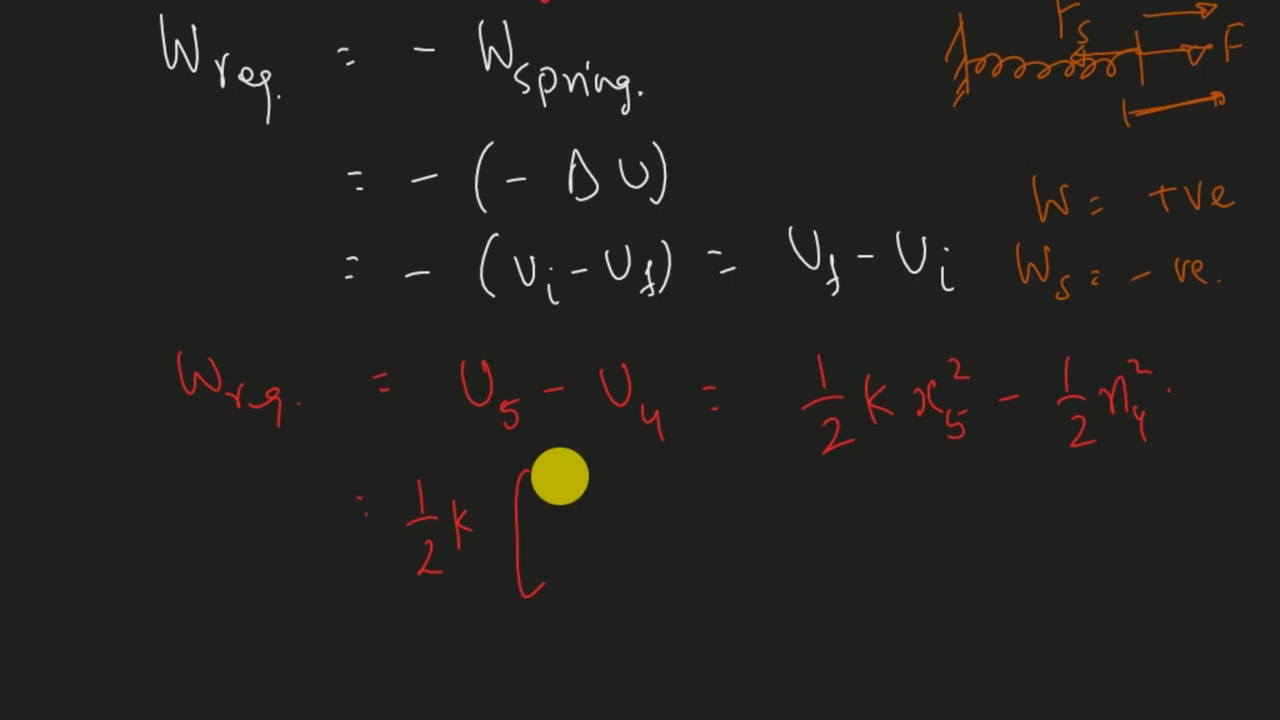 W_req. = - W_spring.
= - (- ΔU)
= - (U_i - U_f) = U_f - U_i
W_req. = U_5 - U_4 = 1/2 k x_5^2 - 1/2 x_4^2.
= 1/2 k [
F_s F
W = +ve
W_s = -ve.